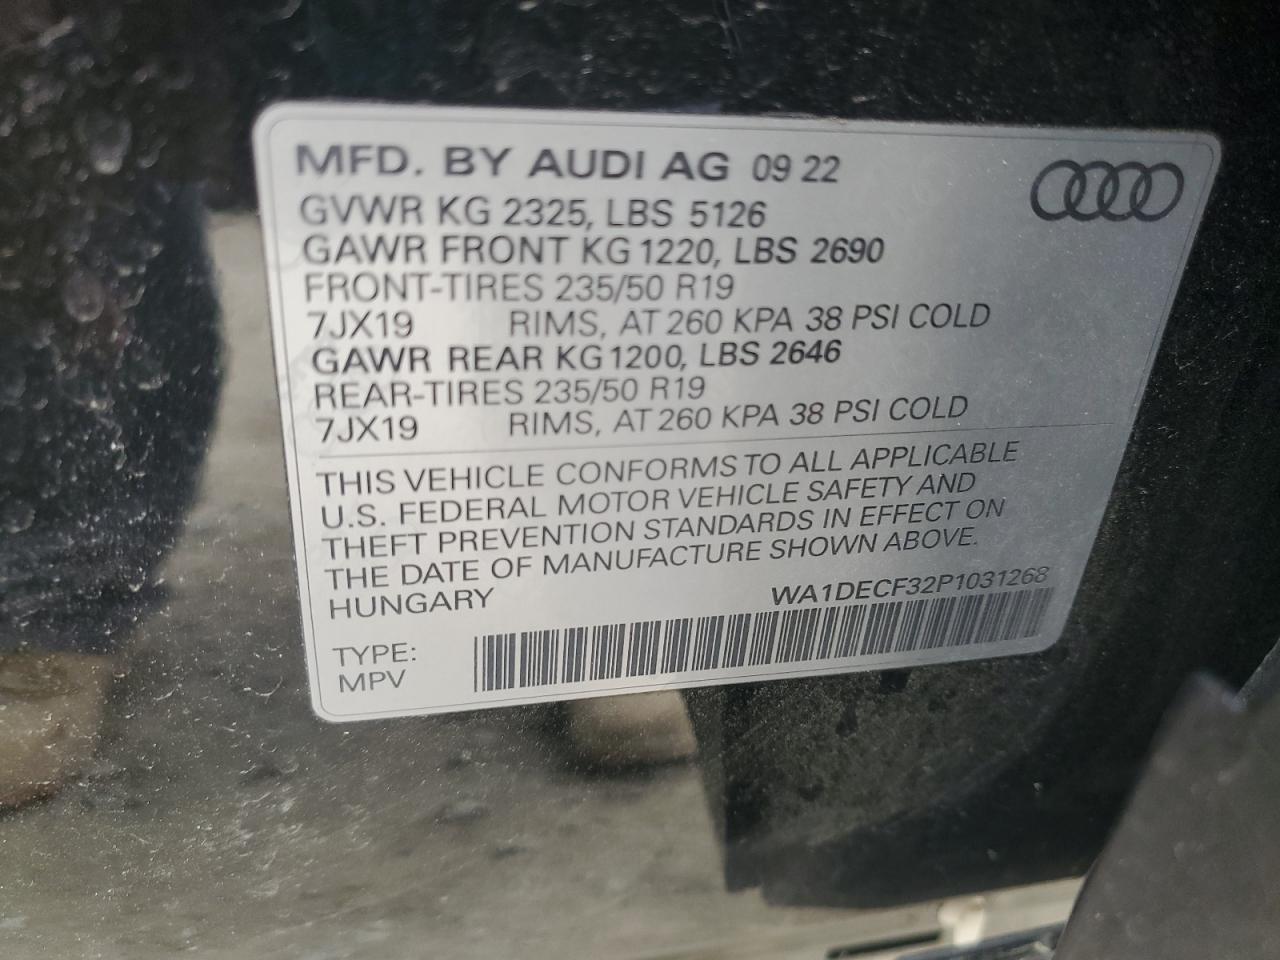 MFD. BY AUDI AG 09 22
GVWR KG 2325, LBS 5126
GAWR FRONT KG 1220, LBS 2690
FRONT-TIRES 235/50 R19
7JX19 RIMS, AT 260 KPA 38 PSI COLD
GAWR REAR KG 1200, LBS 2646
REAR-TIRES 235/50 R19
7JX19 RIMS, AT 260 KPA 38 PSI COLD
THIS VEHICLE CONFORMS TO ALL APPLICABLE
U.S. FEDERAL MOTOR VEHICLE SAFETY AND
THEFT PREVENTION STANDARDS IN EFFECT ON
THE DATE OF MANUFACTURE SHOWN ABOVE.
HUNGARY WA1DECF32P1031268
TYPE:
MPV